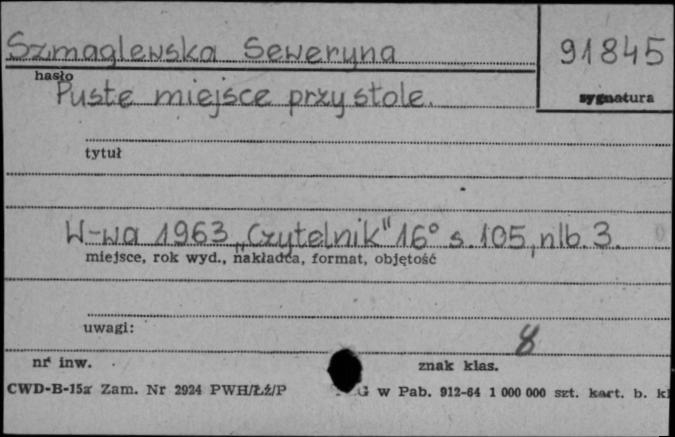 Szmaglewska Seweryna
91845
hasło
sygnatura
Puste miejsce przy stole.
tytuł
W-wa 1963 „Czytelnik" 16° s. 105, nlb. 3.
miejsce, rok wyd., nakładca, format, objętość
uwagi:
8
nr inw.
znak klas.
CWD-B-15a Zam. Nr 2924 PWH/Łź/P
G w Pab. 912-64 1 000 000 szt. kart. b.